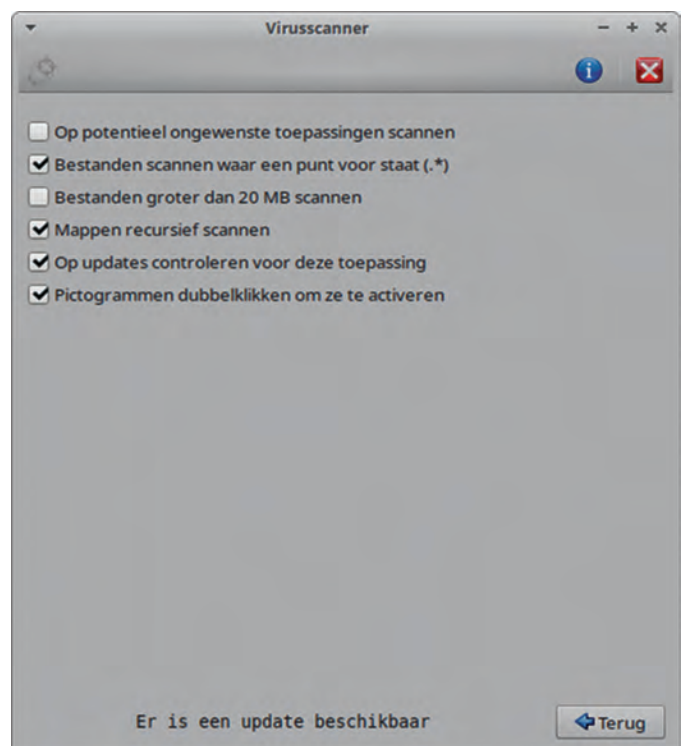 Virusscanner
Op potentieel ongewenste toepassingen scannen
Bestanden scannen waar een punt voor staat (.*)
Bestanden groter dan 20 MB scannen
Mappen recursief scannen
Op updates controleren voor deze toepassing
Pictogrammen dubbelklikken om ze te activeren
Er is een update beschikbaar
Terug